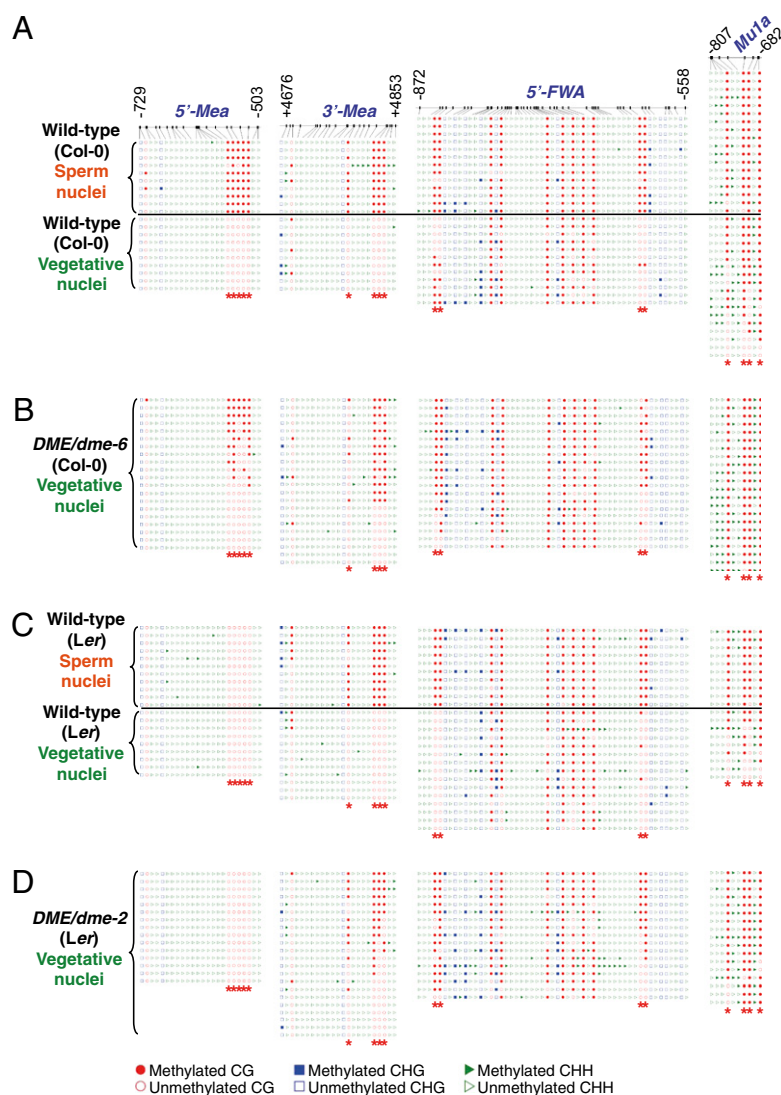 A
-729
5'-Mea
-503
+4676
3'-Mea
+4853
-872
5'-FWA
-558
-807
Mu1a
-682
Wild-type
(Col-0)
Sperm
nuclei
Wild-type
(Col-0)
Vegetative
nuclei
*****
* ***
** **
* ** *
B
DME/dme-6
(Col-0)
Vegetative
nuclei
*****
* ***
** **
* ** *
C
Wild-type
(Ler)
Sperm
nuclei
Wild-type
(Ler)
Vegetative
nuclei
*****
* ***
** **
* ** *
D
DME/dme-2
(Ler)
Vegetative
nuclei
*****
* ***
** **
* ** *
Methylated CG
Methylated CHG
Methylated CHH
Unmethylated CG
Unmethylated CHG
Unmethylated CHH